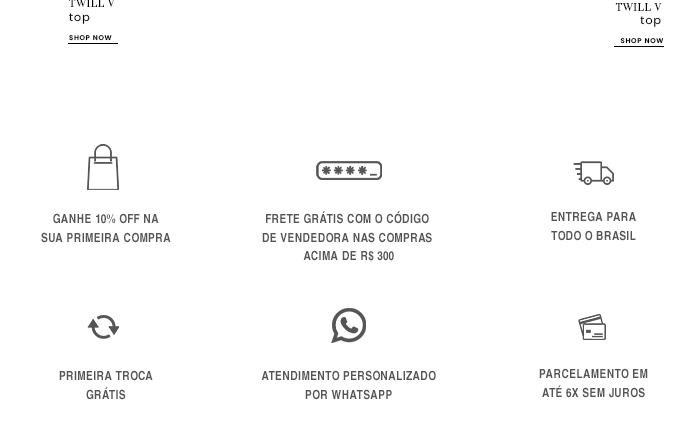 TWILL V
top
SHOP NOW
TWILL V
top
SHOP NOW
GANHE 10% OFF NA
SUA PRIMEIRA COMPRA
FRETE GRÁTIS COM O CÓDIGO
DE VENDEDORA NAS COMPRAS
ACIMA DE R$ 300
ENTREGA PARA
TODO O BRASIL
PRIMEIRA TROCA
GRÁTIS
ATENDIMENTO PERSONALIZADO
POR WHATSAPP
PARCELAMENTO EM
ATÉ 6X SEM JUROS